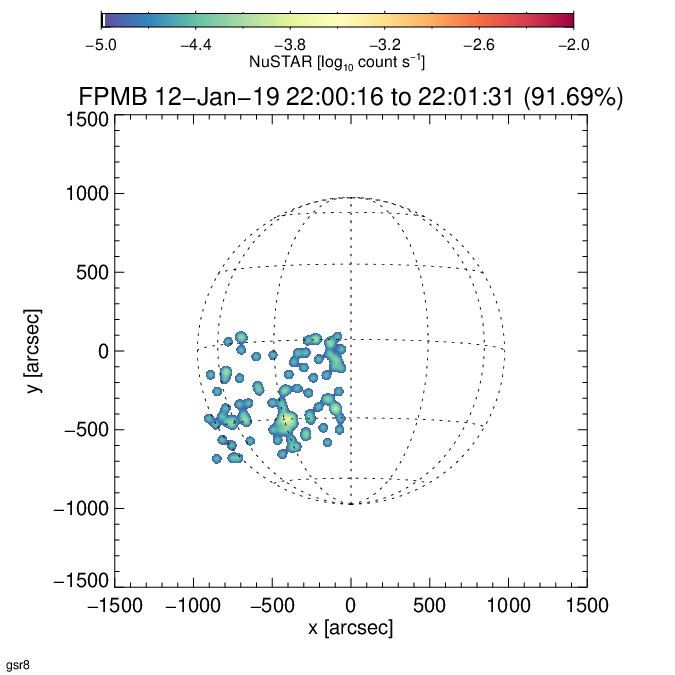 −5.0 −4.4 −3.8 −3.2 −2.6 −2.0
NuSTAR [log₁₀ count s⁻¹]
FPMB 12−Jan−19 22:00:16 to 22:01:31 (91.69%)
1500
1000
500
0
−500
−1000
−1500
y [arcsec]
−1500 −1000 −500 0 500 1000 1500
x [arcsec]
gsr8